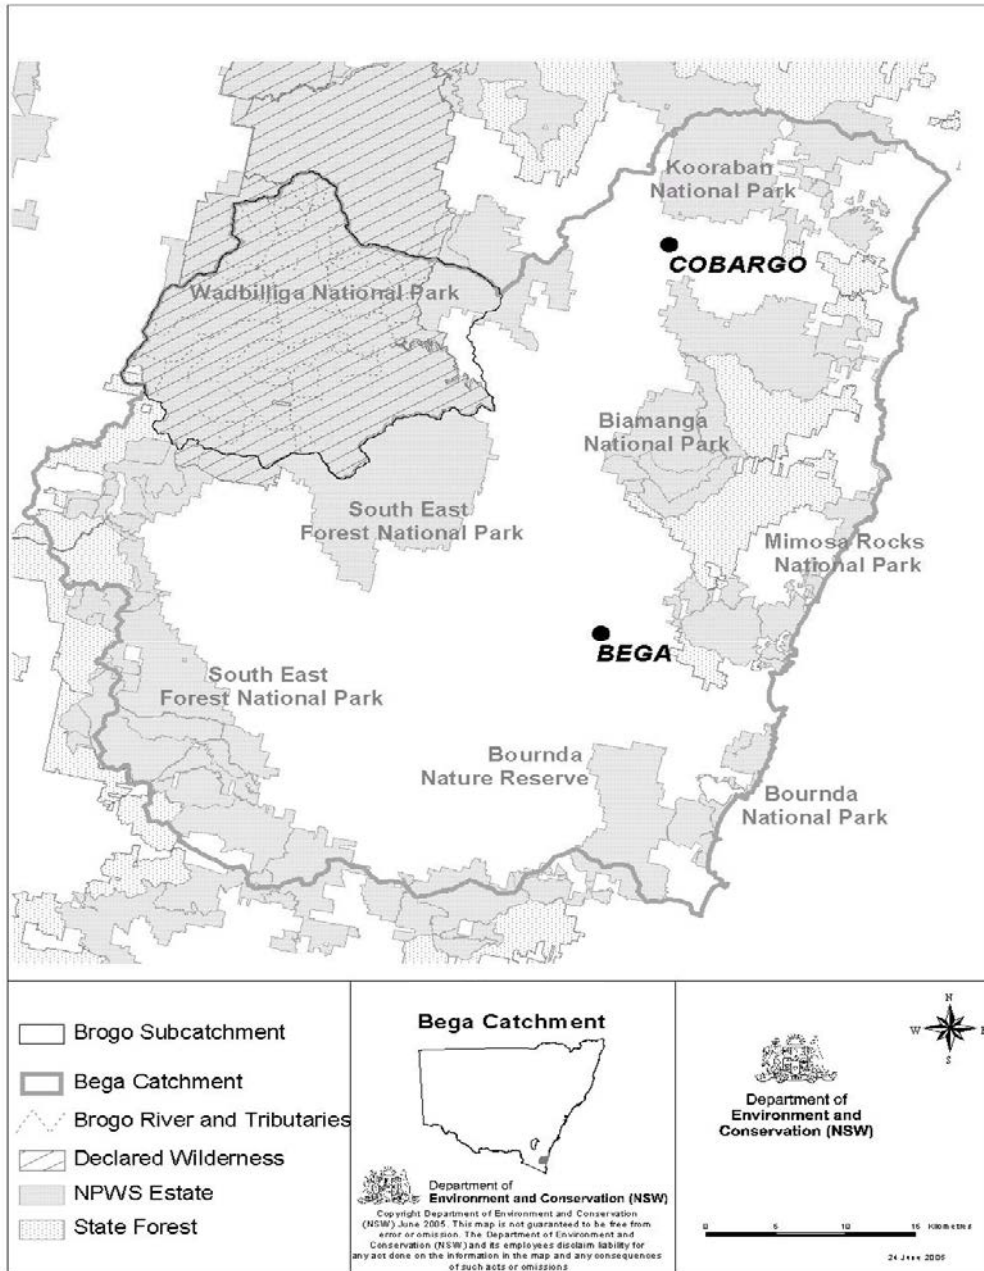 Kooraban
National Park
COBARGO
Wadbilliga National Park
Biamanga
National Park
South East
Forest National Park
Mimosa Rocks
National Park
BEGA
South East
Forest National Park
Bournda
Nature Reserve
Bournda
National Park
Brogo Subcatchment
Bega Catchment
Brogo River and Tributaries
Declared Wilderness
NPWS Estate
State Forest
Bega Catchment
Department of
Environment and Conservation (NSW)
Copyright Department of Environment and Conservation
(NSW) June 2005. This map is not guaranteed to be free from
error or omission. The Department of Environment and
Conservation (NSW) and its employees disclaim liability for
any act done on the information in the map and any consequences
of such acts or omissions
N
W E
S
Department of
Environment and
Conservation (NSW)
0 5 10 15 Kilometres
24 June 2005